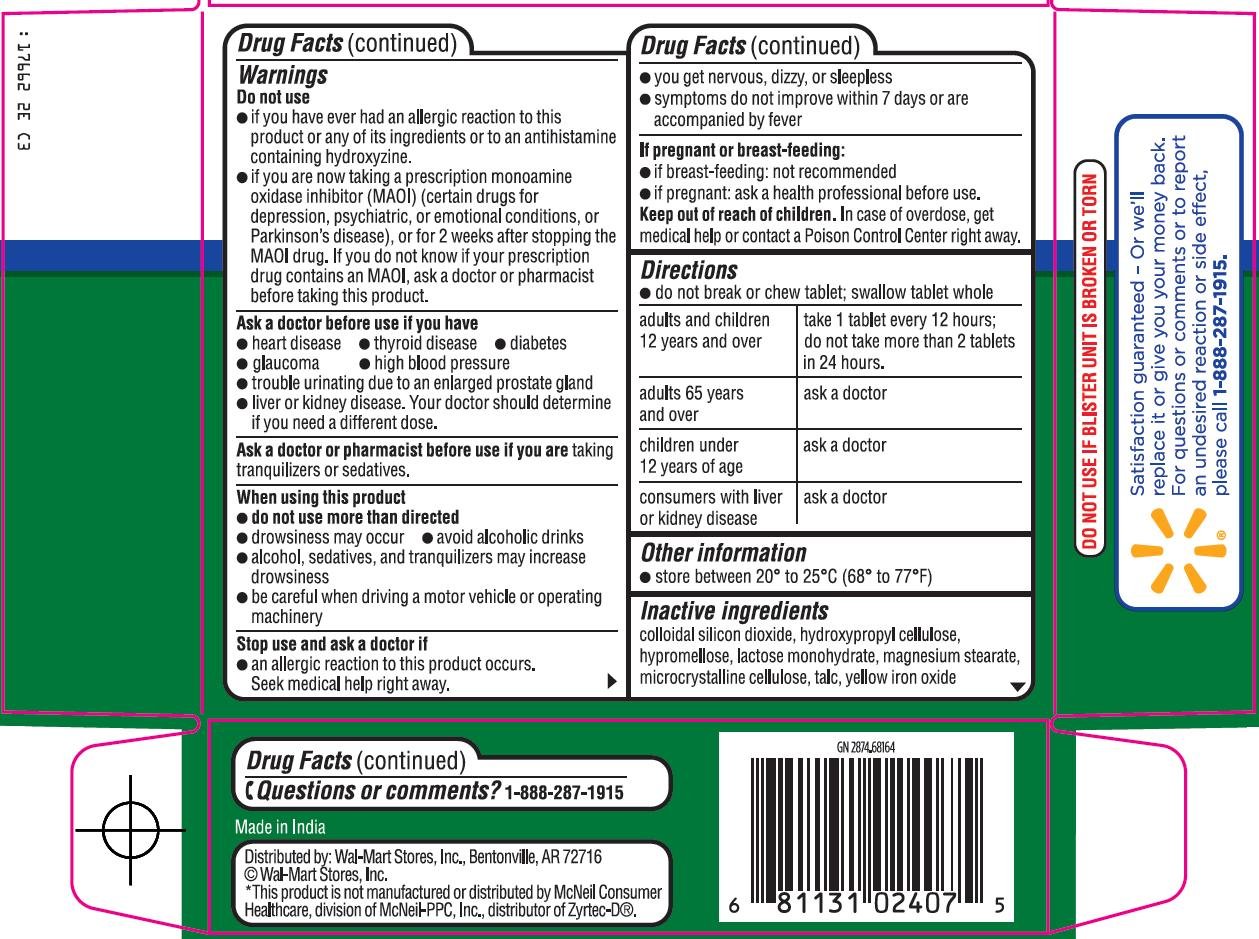 : 17662 2E C3
Drug Facts (continued)
Warnings
Do not use
● if you have ever had an allergic reaction to this
product or any of its ingredients or to an antihistamine
containing hydroxyzine.
● if you are now taking a prescription monoamine
oxidase inhibitor (MAOI) (certain drugs for
depression, psychiatric, or emotional conditions, or
Parkinson's disease), or for 2 weeks after stopping the
MAOI drug. If you do not know if your prescription
drug contains an MAOI, ask a doctor or pharmacist
before taking this product.
Ask a doctor before use if you have
● heart disease ● thyroid disease ● diabetes
● glaucoma ● high blood pressure
● trouble urinating due to an enlarged prostate gland
● liver or kidney disease. Your doctor should determine
if you need a different dose.
Ask a doctor or pharmacist before use if you are taking
tranquilizers or sedatives.
When using this product
● do not use more than directed
● drowsiness may occur ● avoid alcoholic drinks
● alcohol, sedatives, and tranquilizers may increase
drowsiness
● be careful when driving a motor vehicle or operating
machinery
Stop use and ask a doctor if
● an allergic reaction to this product occurs.
Seek medical help right away.
Drug Facts (continued)
● you get nervous, dizzy, or sleepless
● symptoms do not improve within 7 days or are
accompanied by fever
If pregnant or breast-feeding:
● if breast-feeding: not recommended
● if pregnant: ask a health professional before use.
Keep out of reach of children. In case of overdose, get
medical help or contact a Poison Control Center right away.
Directions
● do not break or chew tablet; swallow tablet whole
adults and children
12 years and over
take 1 tablet every 12 hours;
do not take more than 2 tablets
in 24 hours.
adults 65 years
and over
ask a doctor
children under
12 years of age
ask a doctor
consumers with liver
or kidney disease
ask a doctor
Other information
● store between 20° to 25°C (68° to 77°F)
Inactive ingredients
colloidal silicon dioxide, hydroxypropyl cellulose,
hypromellose, lactose monohydrate, magnesium stearate,
microcrystalline cellulose, talc, yellow iron oxide
DO NOT USE IF BLISTER UNIT IS BROKEN OR TORN
Satisfaction guaranteed – Or we'll
replace it or give you your money back.
For questions or comments or to report
an undesired reaction or side effect,
please call 1-888-287-1915.
®
Drug Facts (continued)
Questions or comments? 1-888-287-1915
Made in India
Distributed by: Wal-Mart Stores, Inc., Bentonville, AR 72716
© Wal-Mart Stores, Inc.
*This product is not manufactured or distributed by McNeil Consumer
Healthcare, division of McNeil-PPC, Inc., distributor of Zyrtec-D®.
GN 2874.68164
6 81131 02407 5